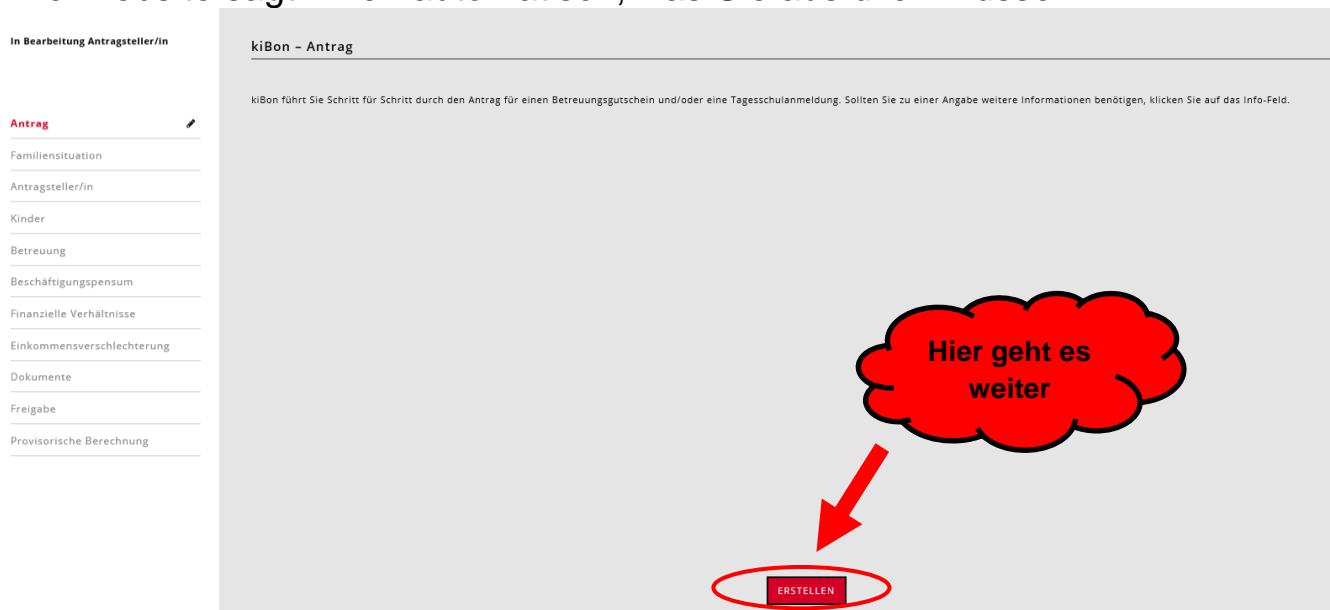 In Bearbeitung Antragsteller/in
Antrag
Familiensituation
Antragsteller/in
Kinder
Betreuung
Beschäftigungspensum
Finanzielle Verhältnisse
Einkommensverschlechterung
Dokumente
Freigabe
Provisorische Berechnung
kiBon – Antrag
kiBon führt Sie Schritt für Schritt durch den Antrag für einen Betreuungsgutschein und/oder eine Tagesschulanmeldung. Sollten Sie zu einer Angabe weitere Informationen benötigen, klicken Sie auf das Info-Feld.
Hier geht es
weiter
ERSTELLEN